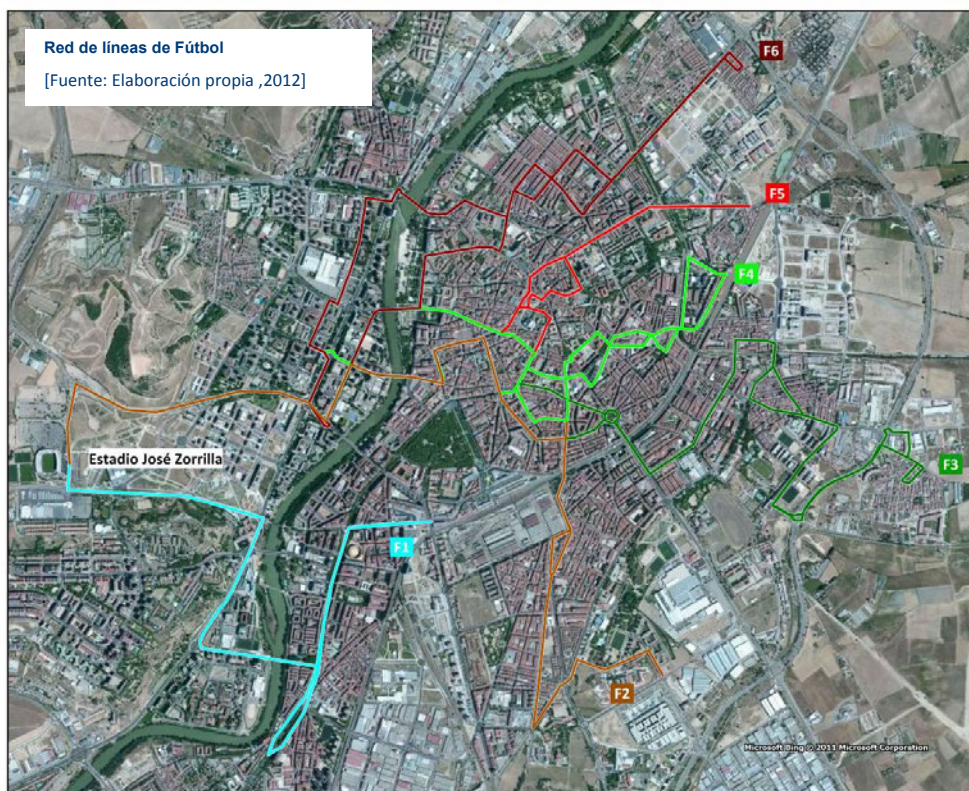 Red de líneas de Fútbol
[Fuente: Elaboración propia ,2012]
F6
F5
F4
Estadio José Zorrilla
F3
F1
F2
Microsoft Bing © 2011 Microsoft Corporation